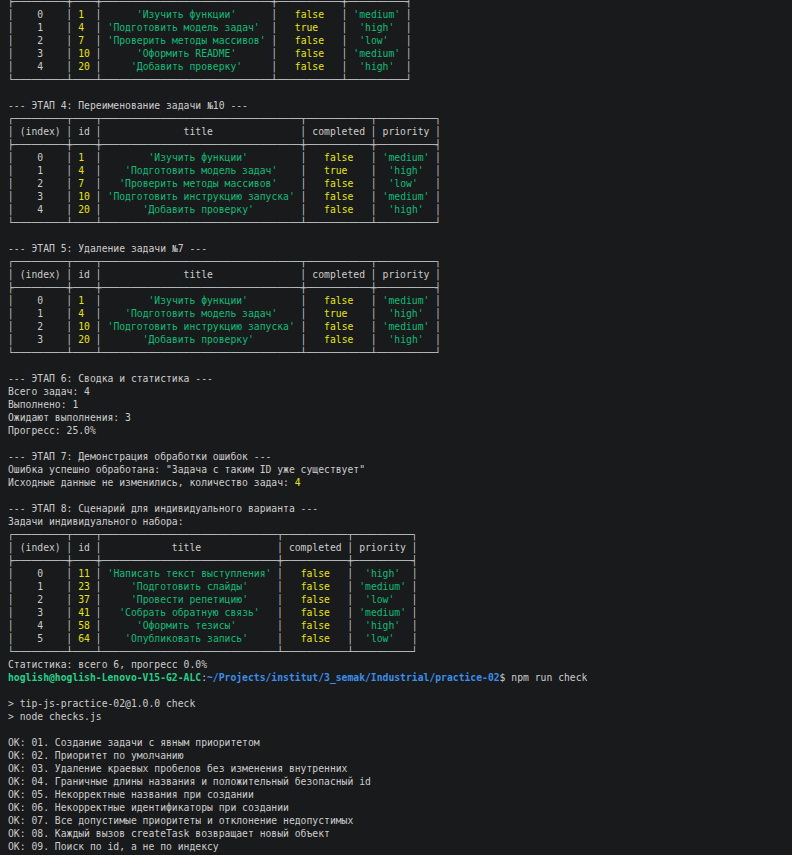 │    0    │ 1  │      'Изучить функции'      │   false   │ 'medium' │
│    1    │ 4  │ 'Подготовить модель задач'  │   true    │  'high'  │
│    2    │ 7  │ 'Проверить методы массивов' │   false   │  'low'   │
│    3    │ 10 │      'Оформить README'      │   false   │ 'medium' │
│    4    │ 20 │     'Добавить проверку'     │   false   │  'high'  │
--- ЭТАП 4: Переименование задачи №10 ---
│ (index) │ id │              title               │ completed │ priority │
│    0    │ 1  │        'Изучить функции'         │   false   │ 'medium' │
│    1    │ 4  │    'Подготовить модель задач'    │   true    │  'high'  │
│    2    │ 7  │   'Проверить методы массивов'    │   false   │  'low'   │
│    3    │ 10 │ 'Подготовить инструкцию запуска' │   false   │ 'medium' │
│    4    │ 20 │       'Добавить проверку'        │   false   │  'high'  │
--- ЭТАП 5: Удаление задачи №7 ---
│ (index) │ id │              title               │ completed │ priority │
│    0    │ 1  │        'Изучить функции'         │   false   │ 'medium' │
│    1    │ 4  │    'Подготовить модель задач'    │   true    │  'high'  │
│    2    │ 10 │ 'Подготовить инструкцию запуска' │   false   │ 'medium' │
│    3    │ 20 │       'Добавить проверку'        │   false   │  'high'  │
--- ЭТАП 6: Сводка и статистика ---
Всего задач: 4
Выполнено: 1
Ожидают выполнения: 3
Прогресс: 25.0%
--- ЭТАП 7: Демонстрация обработки ошибок ---
Ошибка успешно обработана: "Задача с таким ID уже существует"
Исходные данные не изменились, количество задач: 4
--- ЭТАП 8: Сценарий для индивидуального варианта ---
Задачи индивидуального набора:
│ (index) │ id │            title             │ completed │ priority │
│    0    │ 11 │ 'Написать текст выступления' │   false   │  'high'  │
│    1    │ 23 │     'Подготовить слайды'     │   false   │ 'medium' │
│    2    │ 37 │     'Провести репетицию'     │   false   │  'low'   │
│    3    │ 41 │   'Собрать обратную связь'   │   false   │ 'medium' │
│    4    │ 58 │      'Оформить тезисы'       │   false   │  'high'  │
│    5    │ 64 │    'Опубликовать запись'     │   false   │  'low'   │
Статистика: всего 6, прогресс 0.0%
hoglish@hoglish-Lenovo-V15-G2-ALC:~/Projects/institut/3_semak/Industrial/practice-02$ npm run check
> tip-js-practice-02@1.0.0 check
> node checks.js
OK: 01. Создание задачи с явным приоритетом
OK: 02. Приоритет по умолчанию
OK: 03. Удаление краевых пробелов без изменения внутренних
OK: 04. Граничные длины названия и положительный безопасный id
OK: 05. Некорректные названия при создании
OK: 06. Некорректные идентификаторы при создании
OK: 07. Все допустимые приоритеты и отклонение недопустимых
OK: 08. Каждый вызов createTask возвращает новый объект
OK: 09. Поиск по id, а не по индексу